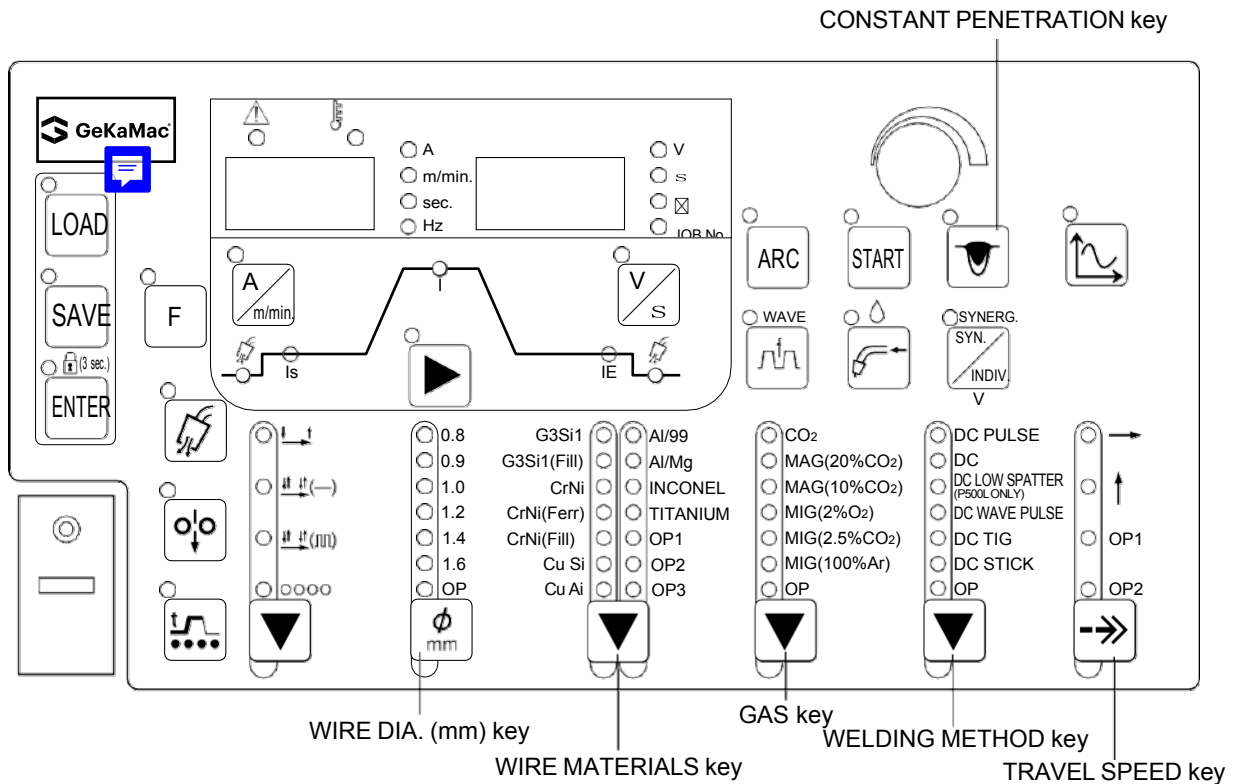 CONSTANT PENETRATION key
GeKaMac
LOAD
SAVE
(3 sec.)
ENTER
F
A
m/min.
sec.
Hz
V
s
JOB No
A
m/min.
V
s
I
Is
IE
ARC
START
WAVE
SYNERG.
SYN.
INDIV.
V
t
(—)
0.8
0.9
1.0
1.2
1.4
1.6
OP
ϕ
mm
G3Si1
G3Si1(Fill)
CrNi
CrNi(Ferr)
CrNi(Fill)
Cu Si
Cu Ai
Al/99
Al/Mg
INCONEL
TITANIUM
OP1
OP2
OP3
CO2
MAG(20%CO2)
MAG(10%CO2)
MIG(2%O2)
MIG(2.5%CO2)
MIG(100%Ar)
OP
DC PULSE
DC
DC LOW SPATTER
(P500L ONLY)
DC WAVE PULSE
DC TIG
DC STICK
OP
OP1
OP2
t
WIRE DIA. (mm) key
WIRE MATERIALS key
GAS key
WELDING METHOD key
TRAVEL SPEED key